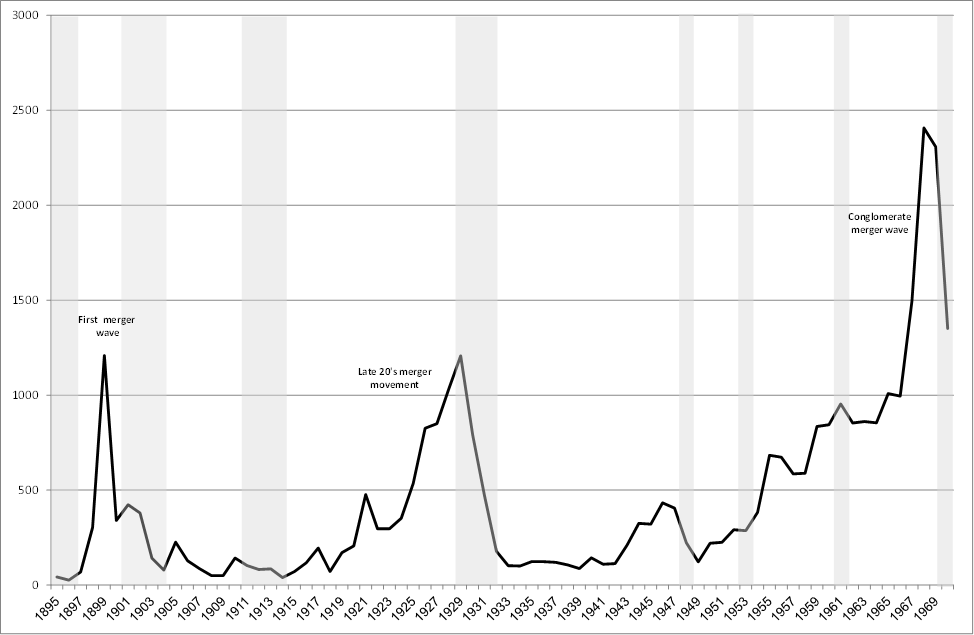 3000
2500
2000
1500
1000
500
0
Conglomerate
merger wave
First merger
wave
Late 20's merger
movement
1895 1897 1899 1901 1903 1905 1907 1909 1911 1913 1915 1917 1919 1921 1923 1925 1927 1929 1931 1933 1935 1937 1939 1941 1943 1945 1947 1949 1951 1953 1955 1957 1959 1961 1963 1965 1967 1969